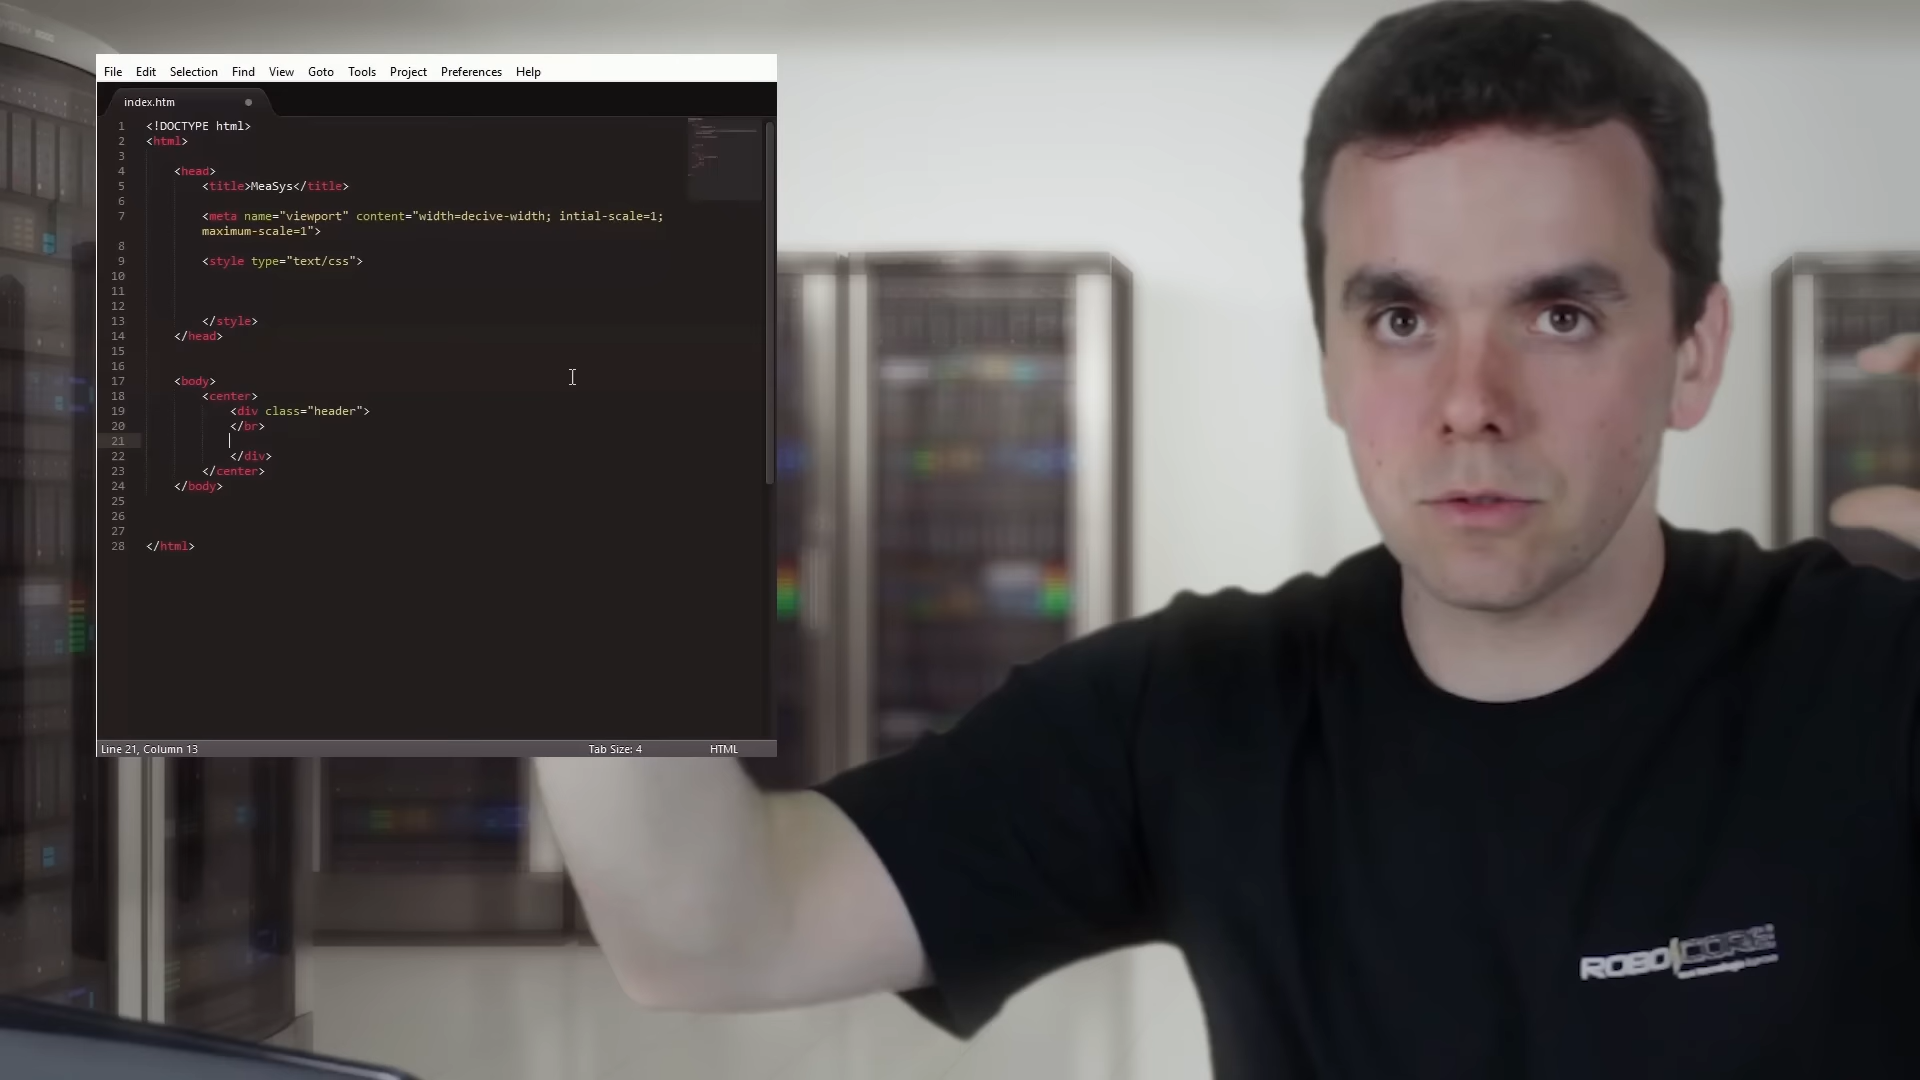 File Edit Selection Find View Goto Tools Project Preferences Help
index.htm
1 <!DOCTYPE html>
2 <html>
3
4 <head>
5 <title>MeaSys</title>
6
7 <meta name="viewport" content="width=decive-width; intial-scale=1;
maximum-scale=1">
8
9 <style type="text/css">
10
11
12
13 </style>
14 </head>
15
16
17 <body>
18 <center>
19 <div class="header">
20 </br>
21
22 </div>
23 </center>
24 </body>
25
26
27
28 </html>
Line 21, Column 13 Tab Size: 4 HTML
ROBOCORE